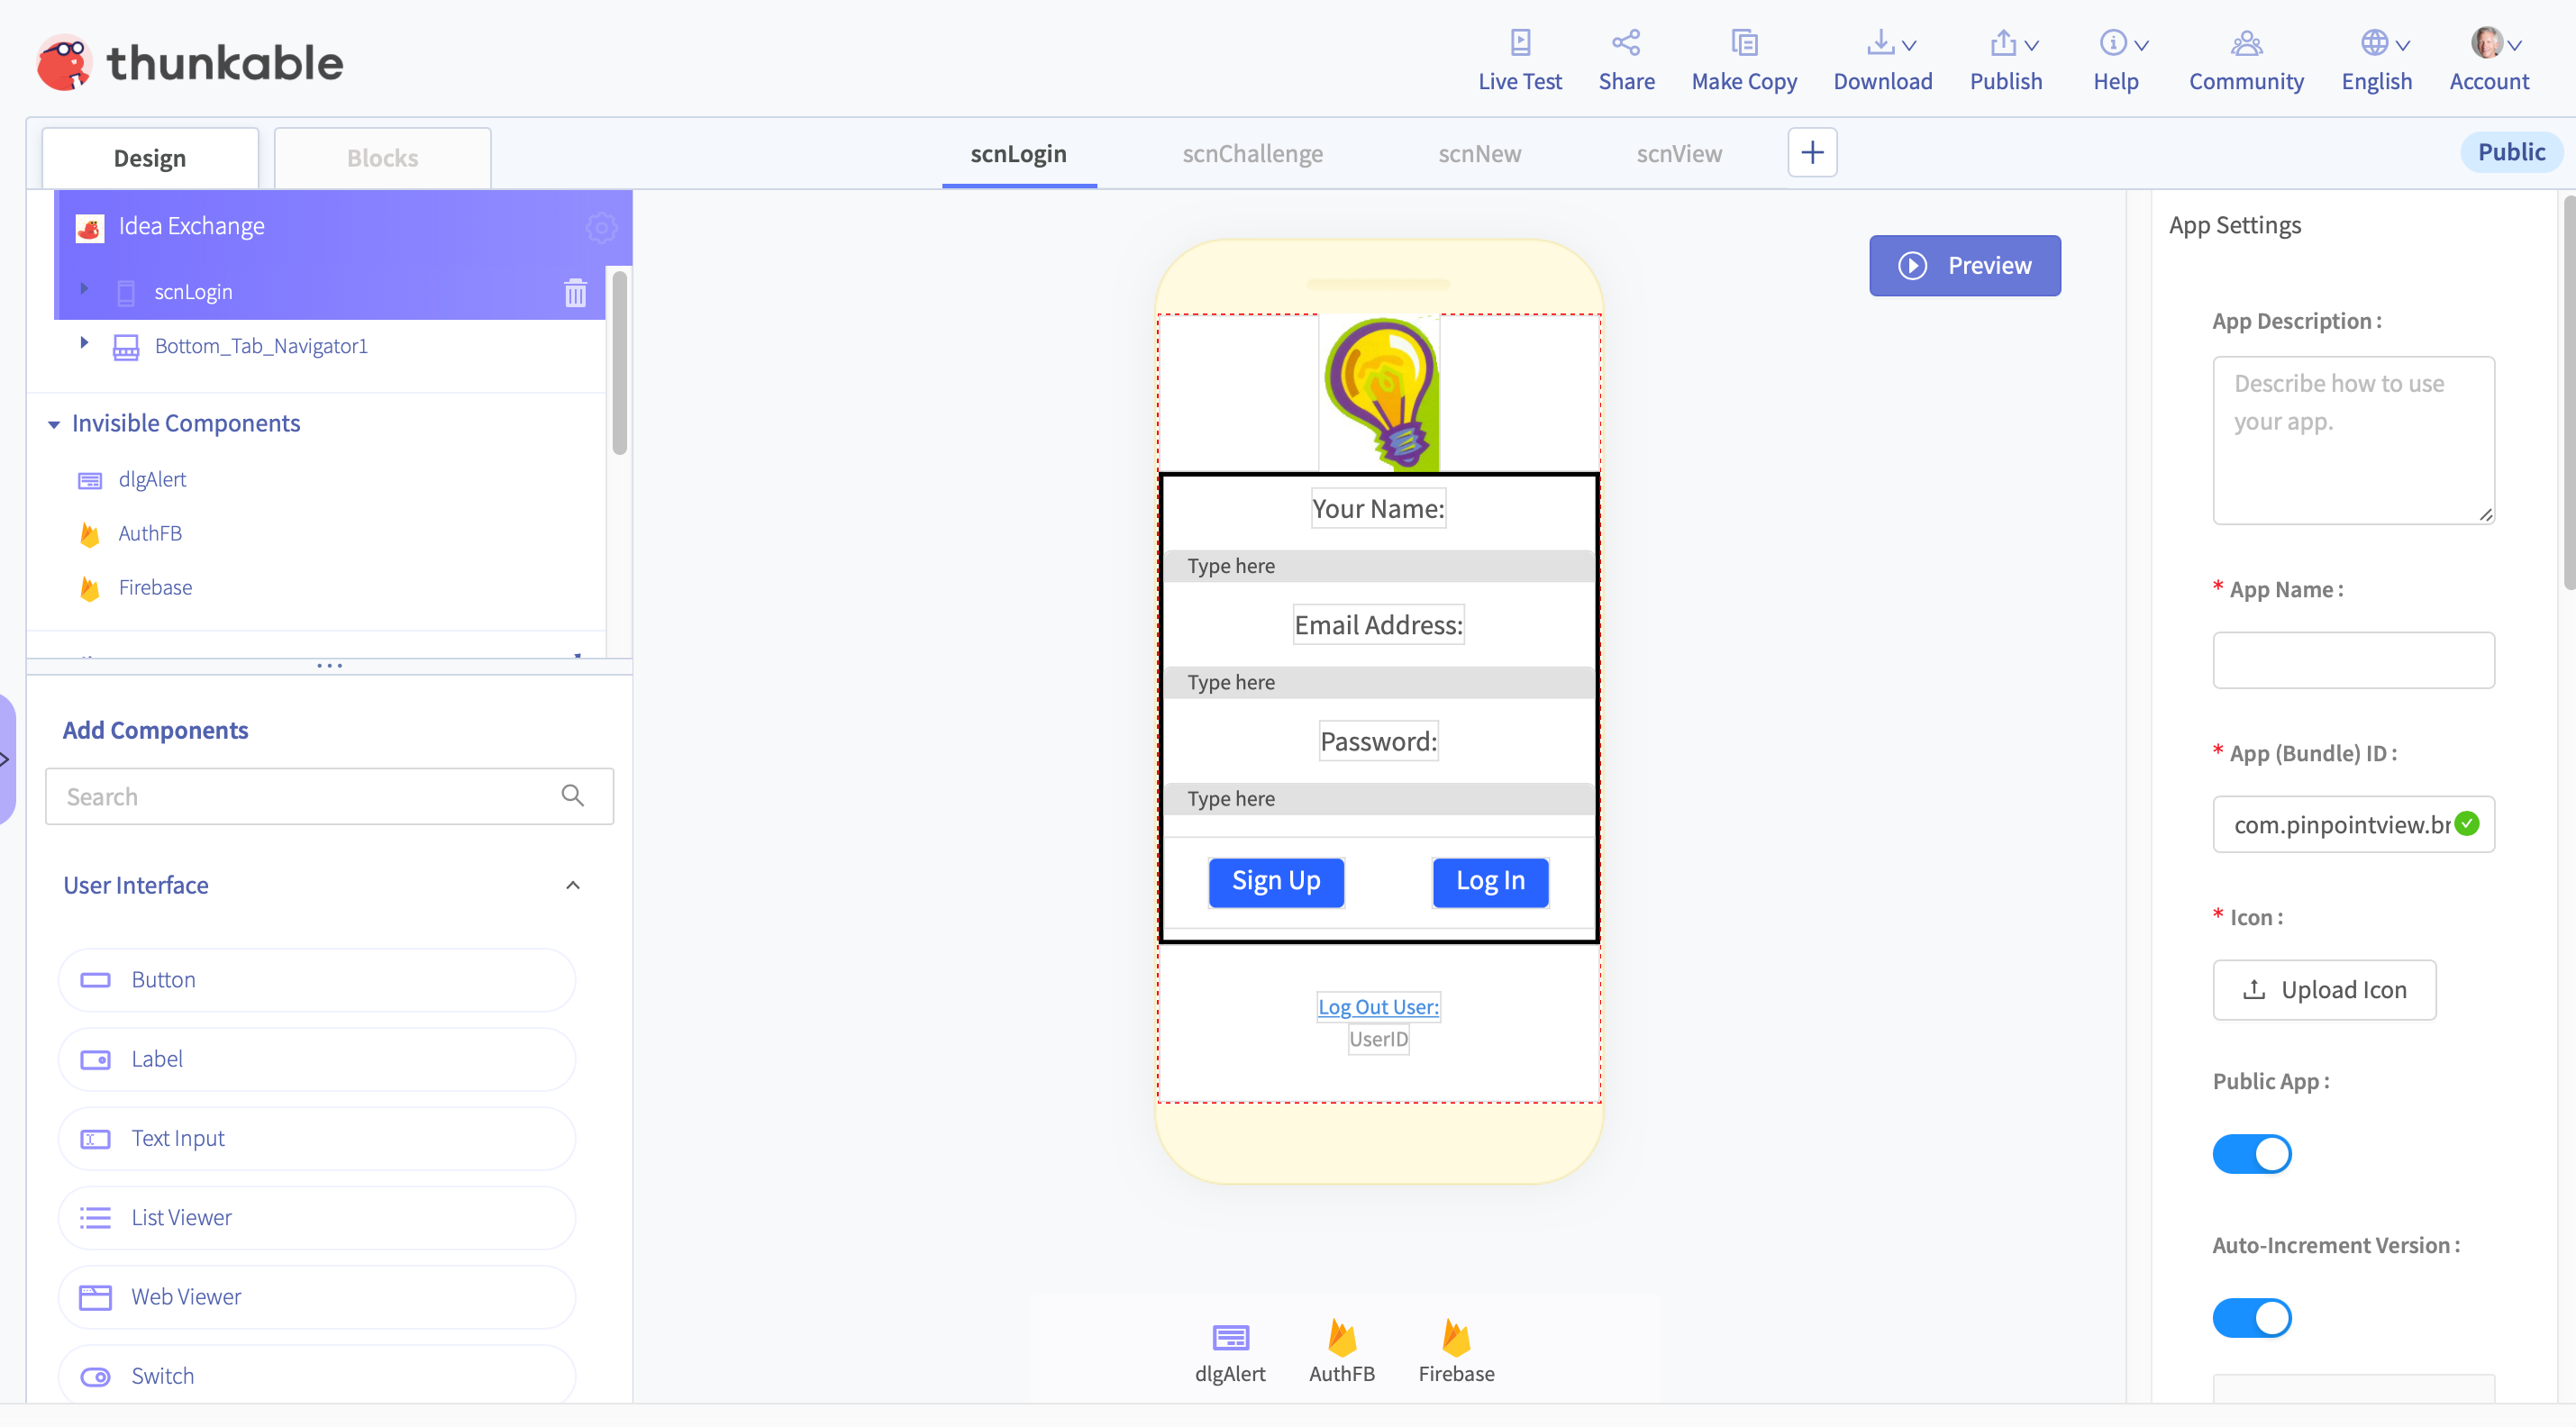 thunkable
Live Test
Share
Make Copy
Download
Publish
Help
Community
English
Account
Design
Blocks
scnLogin
scnChallenge
scnNew
scnView
Public
Idea Exchange
scnLogin
Bottom_Tab_Navigator1
Invisible Components
dlgAlert
AuthFB
Firebase
Add Components
Search
User Interface
Button
Label
Text Input
List Viewer
Web Viewer
Switch
Preview
Your Name:
Type here
Email Address:
Type here
Password:
Type here
Sign Up
Log In
Log Out User:
UserID
dlgAlert
AuthFB
Firebase
App Settings
App Description :
Describe how to use
your app.
* App Name :
* App (Bundle) ID :
com.pinpointview.br
* Icon :
Upload Icon
Public App :
Auto-Increment Version :